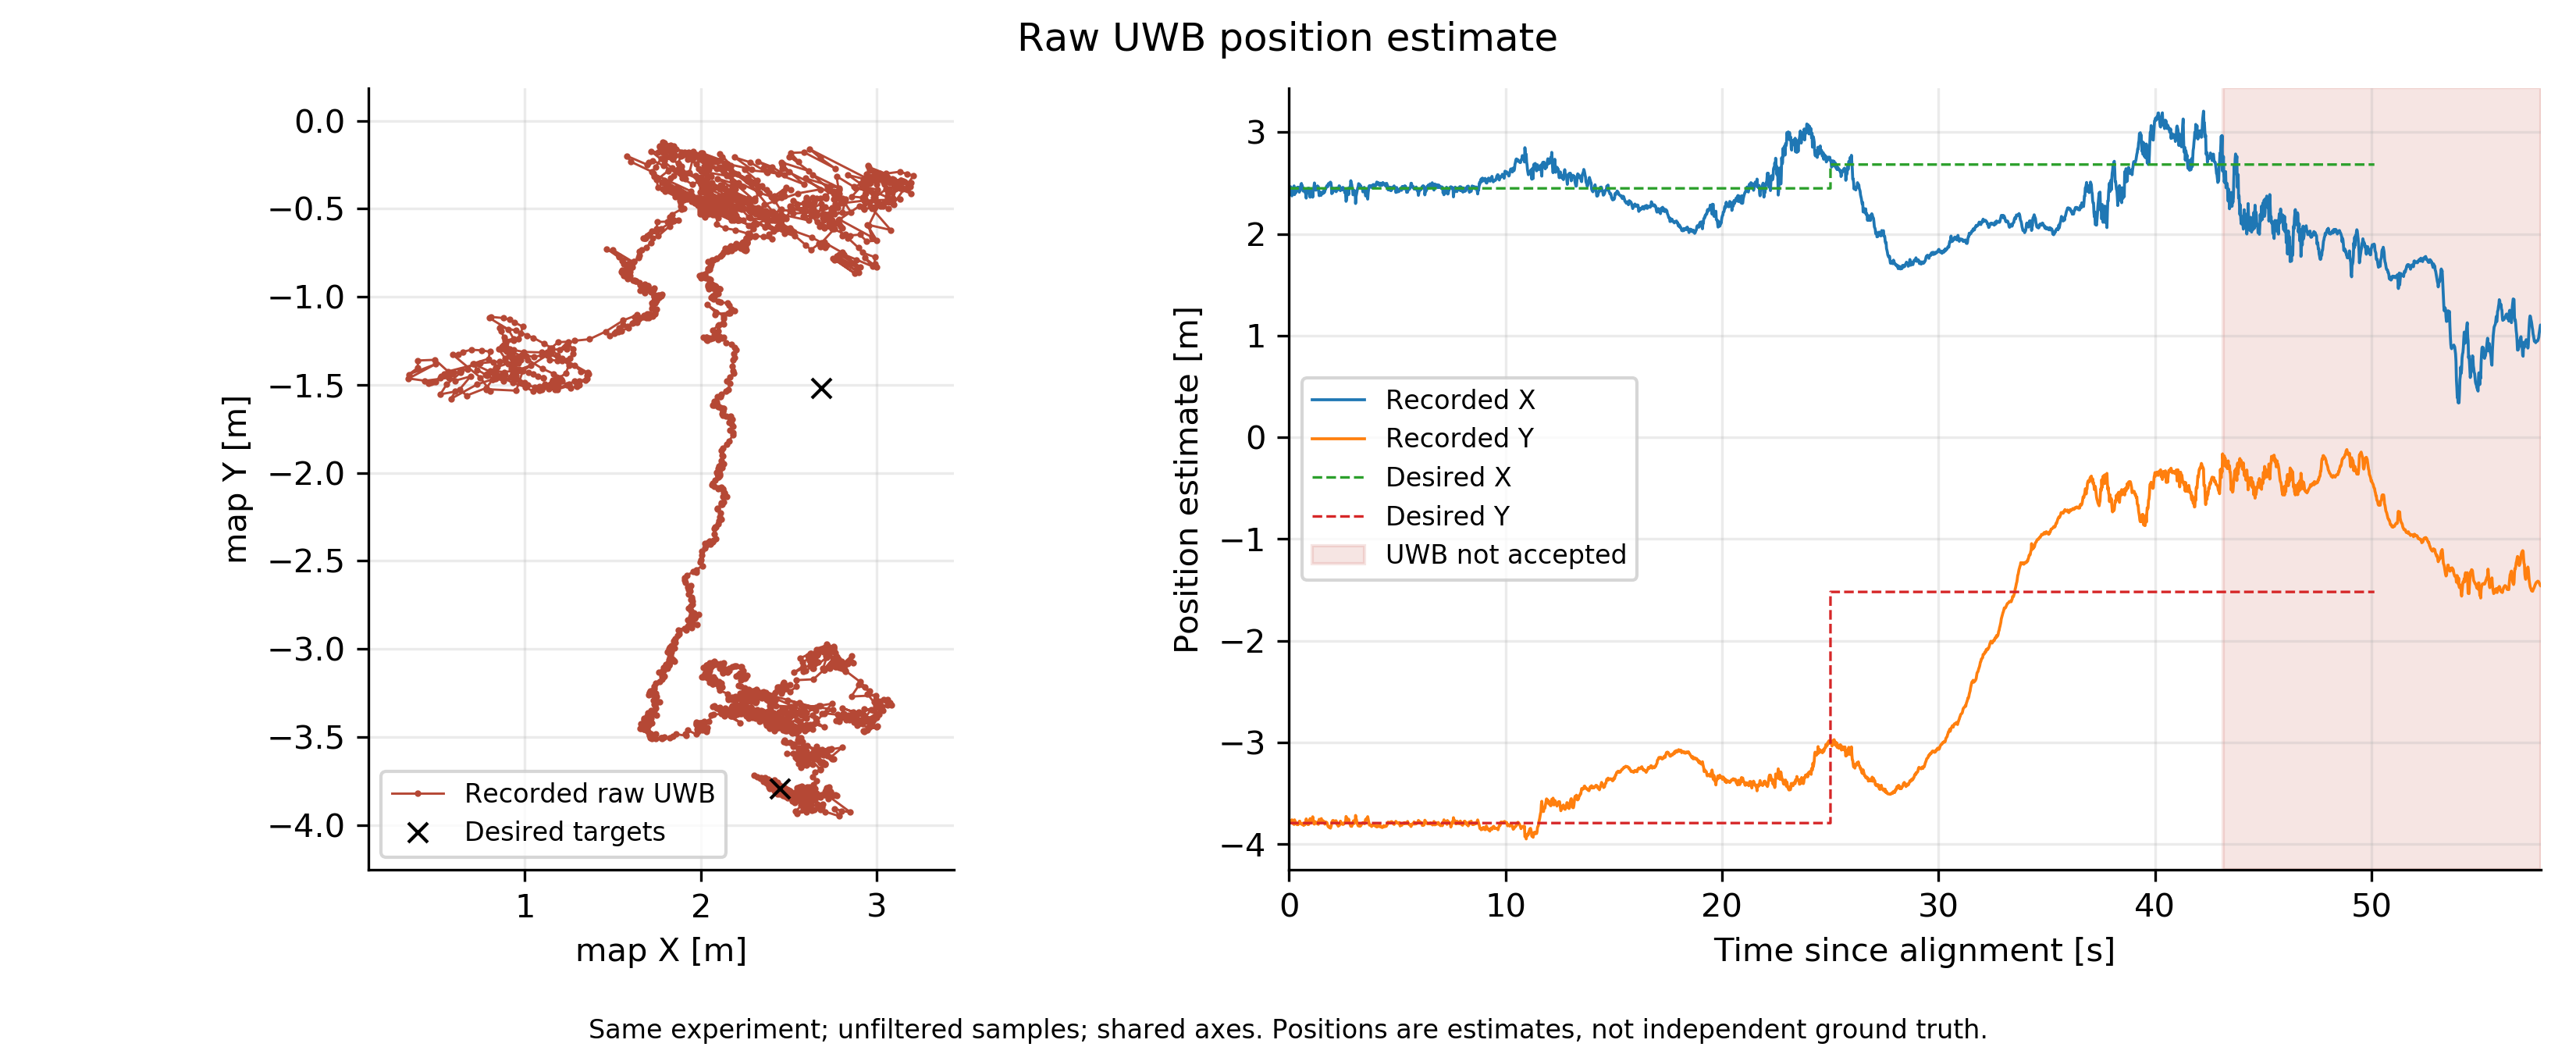 Raw UWB position estimate
map Y [m]
0.0
−0.5
−1.0
−1.5
−2.0
−2.5
−3.0
−3.5
−4.0
Recorded raw UWB
Desired targets
1 2 3
map X [m]
Position estimate [m]
3
2
1
0
−1
−2
−3
−4
Recorded X
Recorded Y
Desired X
Desired Y
UWB not accepted
0 10 20 30 40 50
Time since alignment [s]
Same experiment; unfiltered samples; shared axes. Positions are estimates, not independent ground truth.